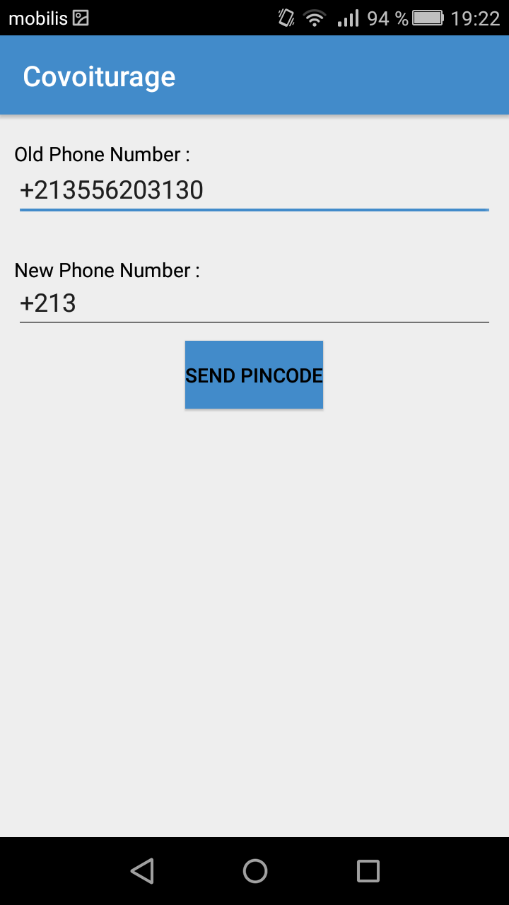 mobilis 94 % 19:22
Covoiturage
Old Phone Number :
+213556203130
New Phone Number :
+213
SEND PINCODE